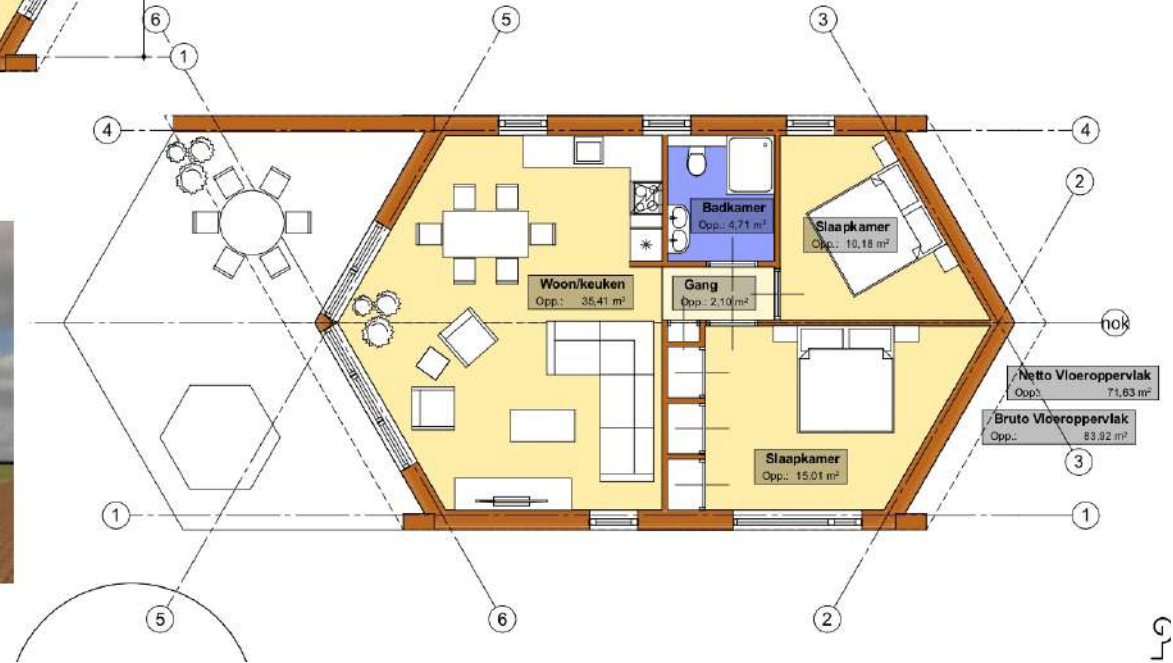 6
5
3
1
4
4
2
Badkamer
Opp.: 4,71 m²
Slaapkamer
Opp.: 10,18 m²
Woon/keuken
Opp.: 35,41 m²
Gang
Opp.: 2,10 m²
nok
Netto Vloeroppervlak
Opp.: 71,63 m²
Bruto Vloeroppervlak
Opp.: 83,92 m²
Slaapkamer
Opp.: 15,01 m²
3
1
1
5
6
2